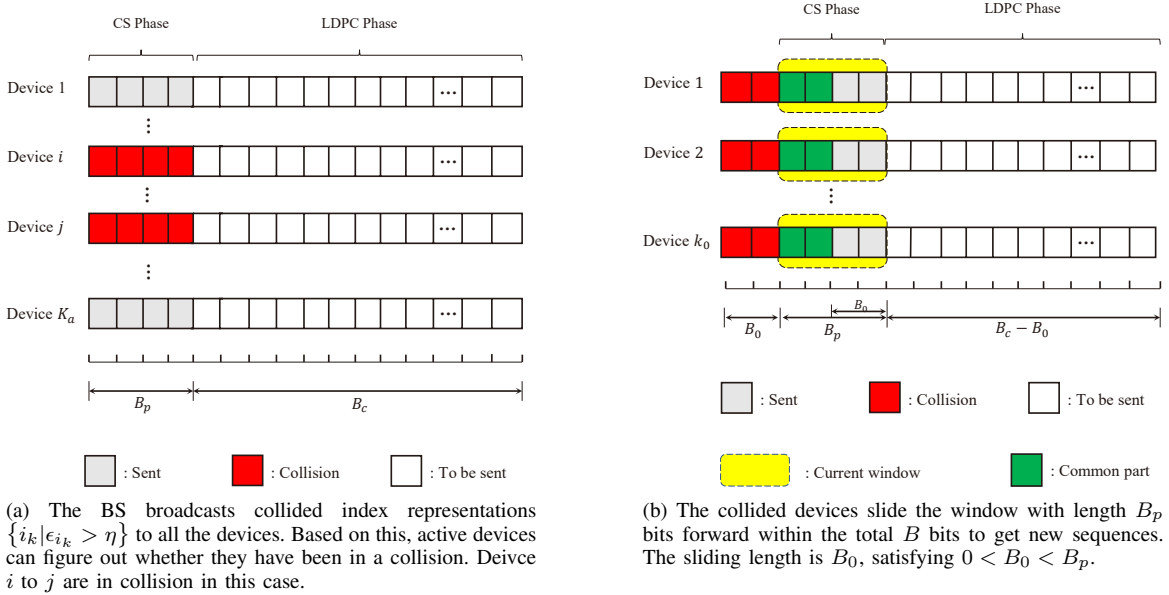 CS Phase
LDPC Phase
Device 1
⋮
Device i
⋮
Device j
⋮
Device K_a
...
...
...
...
B_p
B_c
: Sent
: Collision
: To be sent
(a) The BS broadcasts collided index representations
{i_k|ϵ_{i_k} > η} to all the devices. Based on this, active devices
can figure out whether they have been in a collision. Deivce
i to j are in collision in this case.
CS Phase
LDPC Phase
Device 1
...
Device 2
...
⋮
Device k_0
...
B_0
B_0
B_p
B_c − B_0
: Sent
: Collision
: To be sent
: Current window
: Common part
(b) The collided devices slide the window with length B_p
bits forward within the total B bits to get new sequences.
The sliding length is B_0, satisfying 0 < B_0 < B_p.